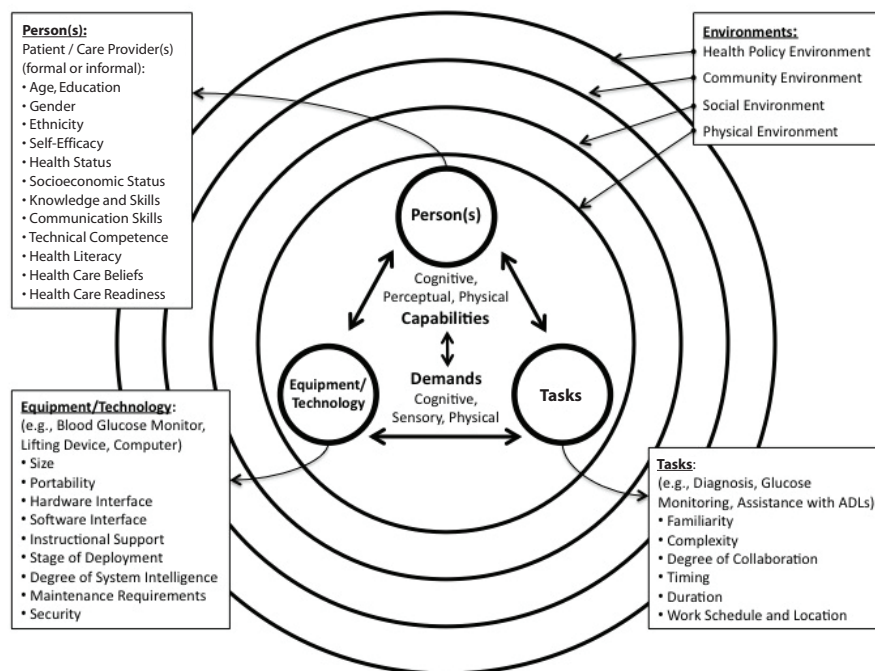 Person(s):
Patient / Care Provider(s)
(formal or informal):
• Age, Education
• Gender
• Ethnicity
• Self-Efficacy
• Health Status
• Socioeconomic Status
• Knowledge and Skills
• Communication Skills
• Technical Competence
• Health Literacy
• Health Care Beliefs
• Health Care Readiness
Environments:
Health Policy Environment
Community Environment
Social Environment
Physical Environment
Person(s)
Cognitive,
Perceptual, Physical
Capabilities
Demands
Cognitive,
Sensory, Physical
Equipment/
Technology
Tasks
Equipment/Technology:
(e.g., Blood Glucose Monitor,
Lifting Device, Computer)
• Size
• Portability
• Hardware Interface
• Software Interface
• Instructional Support
• Stage of Deployment
• Degree of System Intelligence
• Maintenance Requirements
• Security
Tasks:
(e.g., Diagnosis, Glucose
Monitoring, Assistance with ADLs)
• Familiarity
• Complexity
• Degree of Collaboration
• Timing
• Duration
• Work Schedule and Location